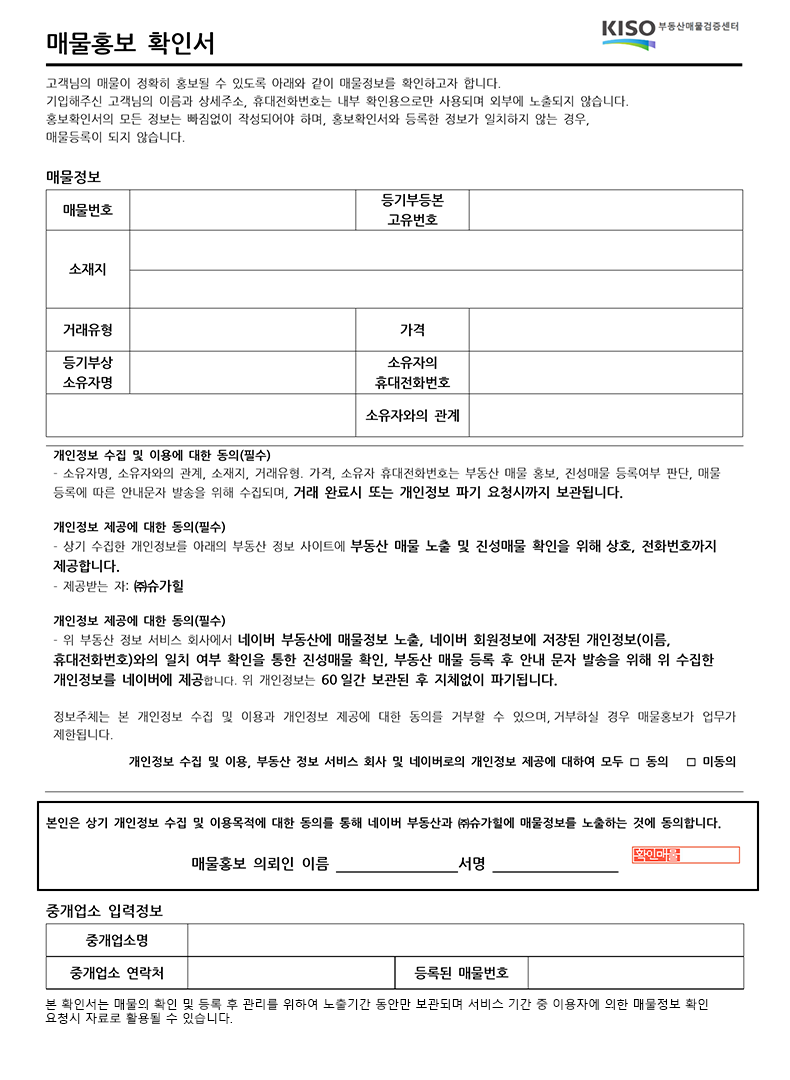 매물홍보 확인서
KISO 부동산매물검증센터
고객님의 매물이 정확히 홍보될 수 있도록 아래와 같이 매물정보를 확인하고자 합니다.
기입해주신 고객님의 이름과 상세주소, 휴대전화번호는 내부 확인용으로만 사용되며 외부에 노출되지 않습니다.
홍보확인서의 모든 정보는 빠짐없이 작성되어야 하며, 홍보확인서와 등록한 정보가 일치하지 않는 경우,
매물등록이 되지 않습니다.
매물정보
매물번호
등기부등본
고유번호
소재지
거래유형
가격
등기부상
소유자명
소유자의
휴대전화번호
소유자와의 관계
개인정보 수집 및 이용에 대한 동의(필수)
- 소유자명, 소유자와의 관계, 소재지, 거래유형. 가격, 소유자 휴대전화번호는 부동산 매물 홍보, 진성매물 등록여부 판단, 매물
등록에 따른 안내문자 발송을 위해 수집되며, 거래 완료시 또는 개인정보 파기 요청시까지 보관됩니다.
개인정보 제공에 대한 동의(필수)
- 상기 수집한 개인정보를 아래의 부동산 정보 사이트에 부동산 매물 노출 및 진성매물 확인을 위해 상호, 전화번호까지
제공합니다.
- 제공받는 자: ㈜슈가힐
개인정보 제공에 대한 동의(필수)
- 위 부동산 정보 서비스 회사에서 네이버 부동산에 매물정보 노출, 네이버 회원정보에 저장된 개인정보(이름,
휴대전화번호)와의 일치 여부 확인을 통한 진성매물 확인, 부동산 매물 등록 후 안내 문자 발송을 위해 위 수집한
개인정보를 네이버에 제공합니다. 위 개인정보는 60일간 보관된 후 지체없이 파기됩니다.
정보주체는 본 개인정보 수집 및 이용과 개인정보 제공에 대한 동의를 거부할 수 있으며, 거부하실 경우 매물홍보가 업무가
제한됩니다.
개인정보 수집 및 이용, 부동산 정보 서비스 회사 및 네이버로의 개인정보 제공에 대하여 모두 □ 동의 □ 미동의
본인은 상기 개인정보 수집 및 이용목적에 대한 동의를 통해 네이버 부동산과 ㈜슈가힐에 매물정보를 노출하는 것에 동의합니다.
매물홍보 의뢰인 이름 서명
확인매물
중개업소 입력정보
중개업소명
중개업소 연락처
등록된 매물번호
본 확인서는 매물의 확인 및 등록 후 관리를 위하여 노출기간 동안만 보관되며 서비스 기간 중 이용자에 의한 매물정보 확인
요청시 자료로 활용될 수 있습니다.